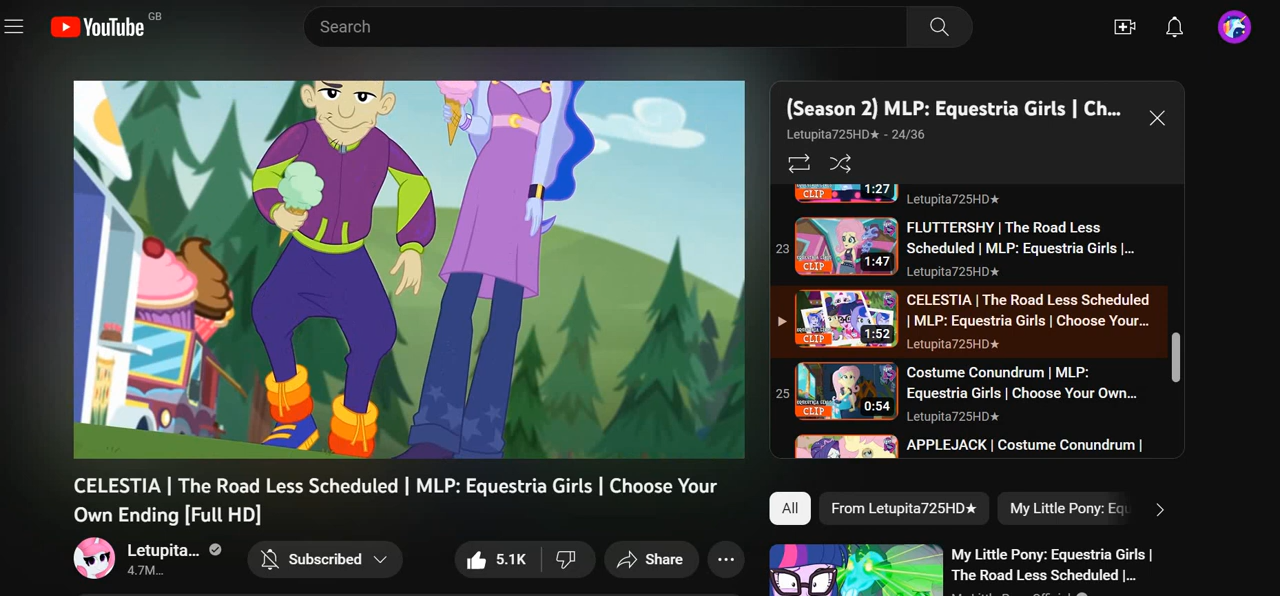 YouTube GB
Search
(Season 2) MLP: Equestria Girls | Ch...
Letupita725HD★ - 24/36
CLIP
1:27
Letupita725HD★
23
CLIP
1:47
FLUTTERSHY | The Road Less
Scheduled | MLP: Equestria Girls |...
Letupita725HD★
CLIP
1:52
CELESTIA | The Road Less Scheduled
| MLP: Equestria Girls | Choose Your...
Letupita725HD★
25
CLIP
0:54
Costume Conundrum | MLP:
Equestria Girls | Choose Your Own...
Letupita725HD★
APPLEJACK | Costume Conundrum |
CELESTIA | The Road Less Scheduled | MLP: Equestria Girls | Choose Your
Own Ending [Full HD]
Letupita...
4.7M...
Subscribed
5.1K
Share
All
From Letupita725HD★
My Little Pony: Equ
My Little Pony: Equestria Girls |
The Road Less Scheduled |...